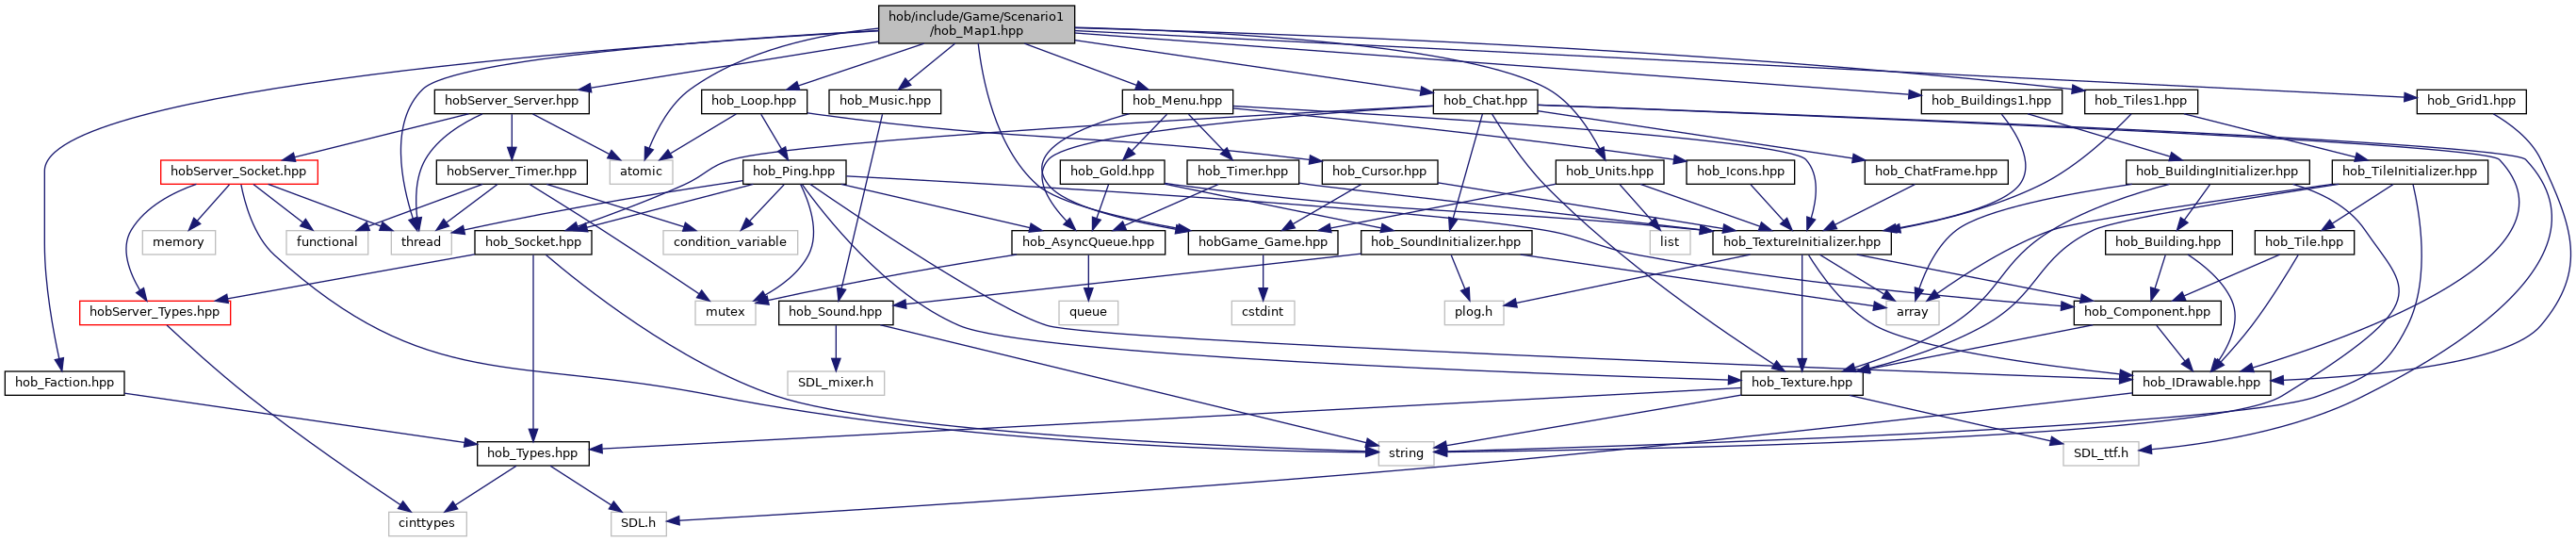 hob/include/Game/Scenario1
/hob_Map1.hpp
hobServer_Server.hpp
hob_Loop.hpp
hob_Music.hpp
hob_Menu.hpp
hob_Chat.hpp
hob_Buildings1.hpp
hob_Tiles1.hpp
hob_Grid1.hpp
hobServer_Socket.hpp
hobServer_Timer.hpp
atomic
hob_Ping.hpp
hob_Gold.hpp
hob_Timer.hpp
hob_Cursor.hpp
hob_Units.hpp
hob_Icons.hpp
hob_ChatFrame.hpp
hob_BuildingInitializer.hpp
hob_TileInitializer.hpp
memory
functional
thread
hob_Socket.hpp
condition_variable
hob_AsyncQueue.hpp
hobGame_Game.hpp
hob_SoundInitializer.hpp
list
hob_TextureInitializer.hpp
hob_Building.hpp
hob_Tile.hpp
hobServer_Types.hpp
mutex
hob_Sound.hpp
queue
cstdint
plog.h
array
hob_Component.hpp
hob_Faction.hpp
SDL_mixer.h
hob_Texture.hpp
hob_IDrawable.hpp
hob_Types.hpp
string
SDL_ttf.h
cinttypes
SDL.h